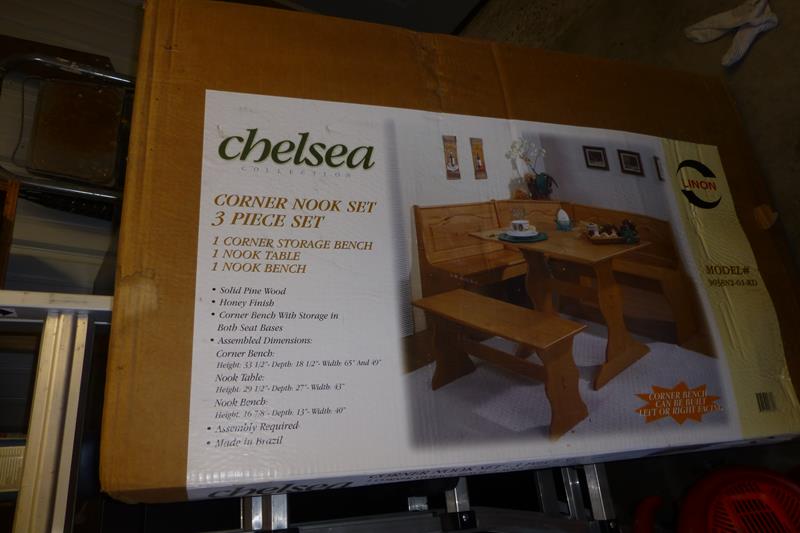 chelsea
COLLECTION
CORNER NOOK SET
3 PIECE SET
1 CORNER STORAGE BENCH
1 NOOK TABLE
1 NOOK BENCH
• Solid Pine Wood
• Honey Finish
• Corner Bench With Storage in
Both Seat Bases
• Assembled Dimensions:
Corner Bench:
Height: 33 1/2"- Depth: 18 1/2"- Width: 65" And 49"
Nook Table:
Height: 29 1/2"- Depth: 27"- Width: 43"
Nook Bench:
Height: 16 7/8"- Depth: 13"- Width: 40"
• Assembly Required
• Made in Brazil
LINON
MODEL#
CORNER BENCH
CAN BE BUILT
LEFT OR RIGHT FACING
chelsea
CORNER NOOK SET - 3 PIECE SET